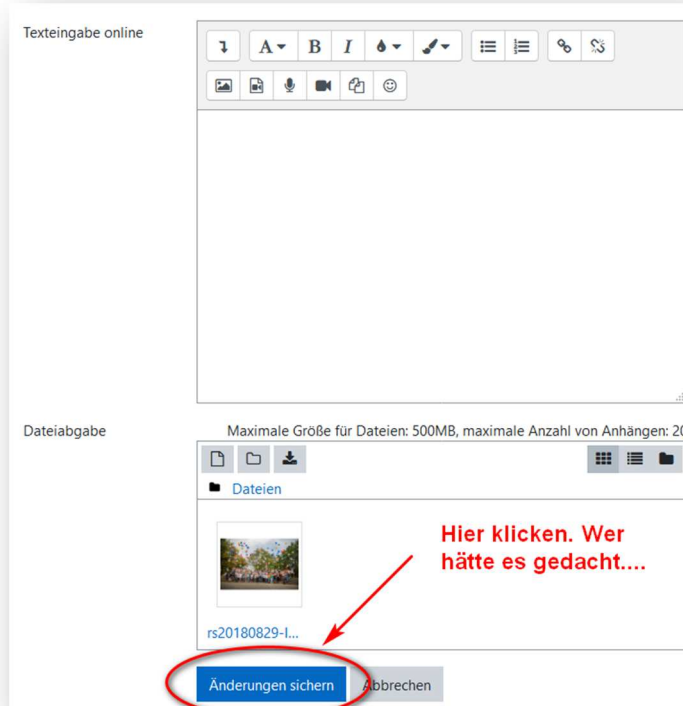 Texteingabe online
A B I
Dateiabgabe
Maximale Größe für Dateien: 500MB, maximale Anzahl von Anhängen: 20
Dateien
Hier klicken. Wer
hätte es gedacht....
rs20180829-I...
Änderungen sichern
Abbrechen